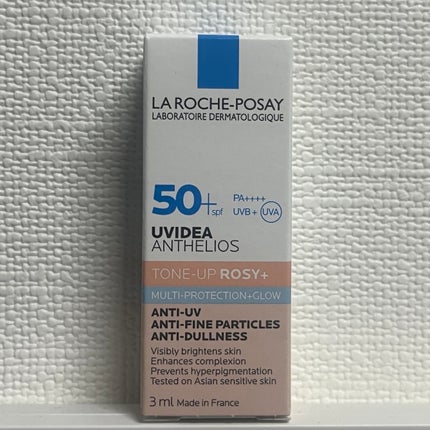 LA ROCHE-POSAY
LABORATOIRE DERMATOLOGIQUE
50+ spf
PA++++
UVB + UVA
UVIDEA
ANTHELIOS
TONE-UP ROSY+
MULTI-PROTECTION+GLOW
ANTI-UV
ANTI-FINE PARTICLES
ANTI-DULLNESS
Visibly brightens skin
Enhances complexion
Prevents hyperpigmentation
Tested on Asian sensitive skin
3 ml Made in France